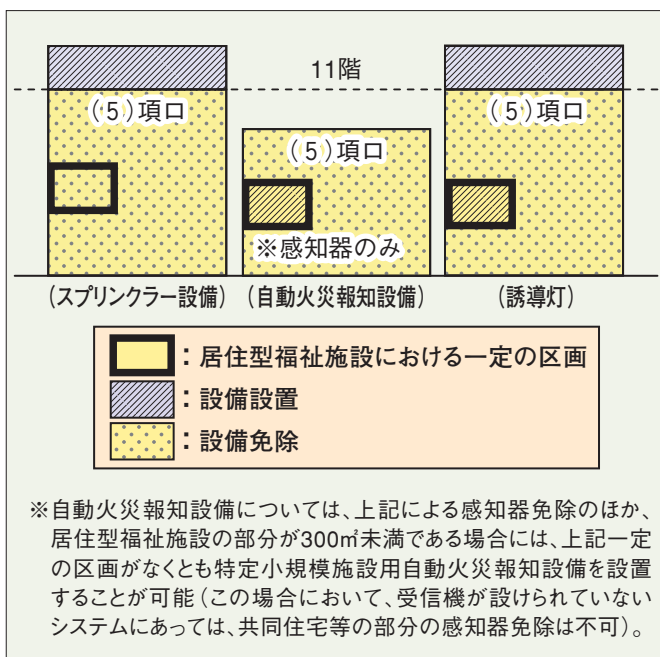 11階
(5)項ロ
(5)項ロ
(5)項ロ
※感知器のみ
(スプリンクラー設備)
(自動火災報知設備)
(誘導灯)
：居住型福祉施設における一定の区画
：設備設置
：設備免除
※自動火災報知設備については、上記による感知器免除のほか、
居住型福祉施設の部分が300㎡未満である場合には、上記一定
の区画がなくとも特定小規模施設用自動火災報知設備を設置
することが可能（この場合において、受信機が設けられていない
システムにあっては、共同住宅等の部分の感知器免除は不可）。